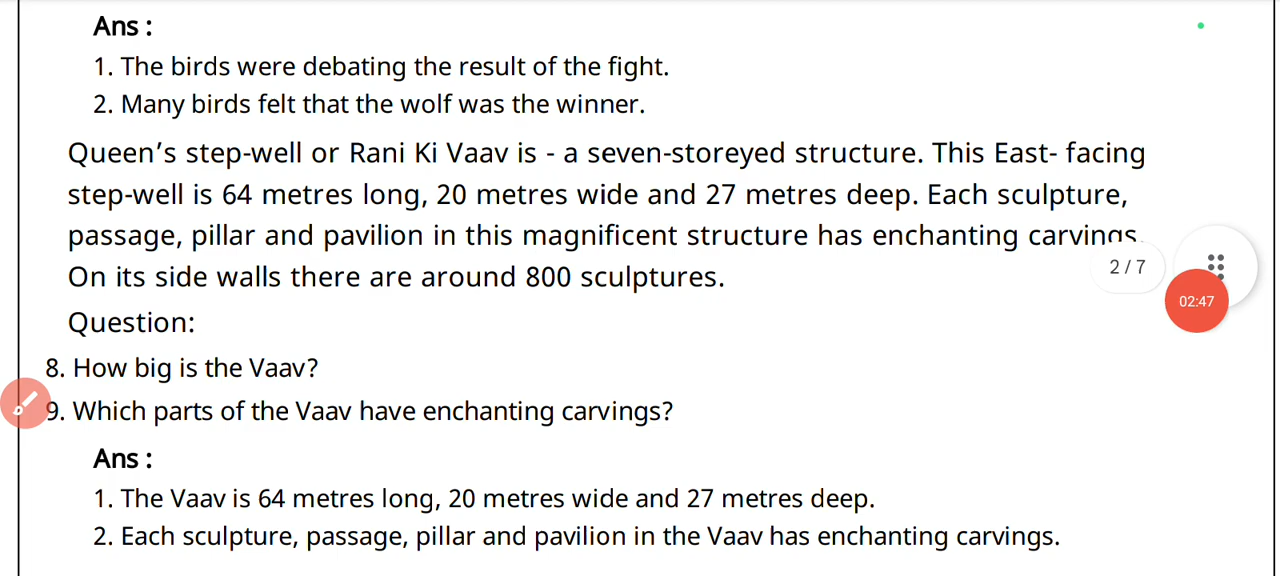 Ans :
1. The birds were debating the result of the fight.
2. Many birds felt that the wolf was the winner.
Queen’s step-well or Rani Ki Vaav is - a seven-storeyed structure. This East- facing
step-well is 64 metres long, 20 metres wide and 27 metres deep. Each sculpture,
passage, pillar and pavilion in this magnificent structure has enchanting carvings.
On its side walls there are around 800 sculptures.
2 / 7
02:47
Question:
8. How big is the Vaav?
9. Which parts of the Vaav have enchanting carvings?
Ans :
1. The Vaav is 64 metres long, 20 metres wide and 27 metres deep.
2. Each sculpture, passage, pillar and pavilion in the Vaav has enchanting carvings.